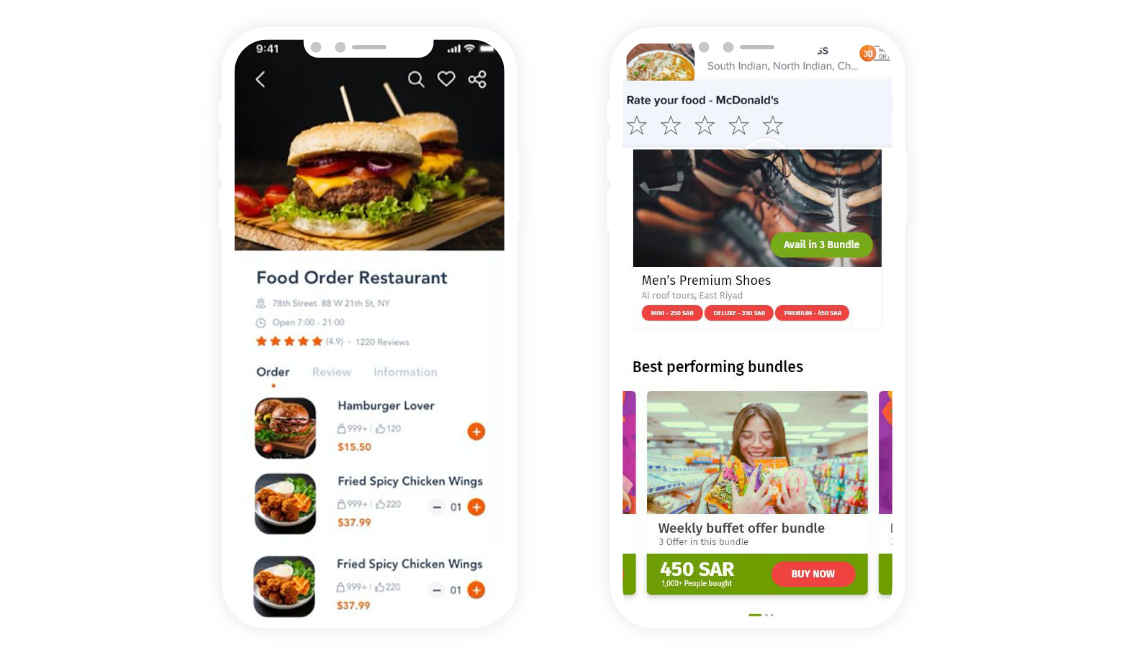 9:41
Food Order Restaurant
78th Street. 88 W 21th St, NY
Open 7:00 - 21:00
(4.9) • 1220 Reviews
Order Review Information
Hamburger Lover
999+ | 120
$15.50
Fried Spicy Chicken Wings
999+ | 220
$37.99
01
Fried Spicy Chicken Wings
999+ | 220
$37.99
01
30
South Indian, North Indian, Ch...
Rate your food - McDonald's
Avail in 3 Bundle
Men's Premium Shoes
Al roof tours, East Riyad
MINI - 250 SAR DELUXE - 350 SAR PREMIUM - 450 SAR
Best performing bundles
Weekly buffet offer bundle
3 Offer in this bundle
450 SAR
1,000+ People bought
BUY NOW